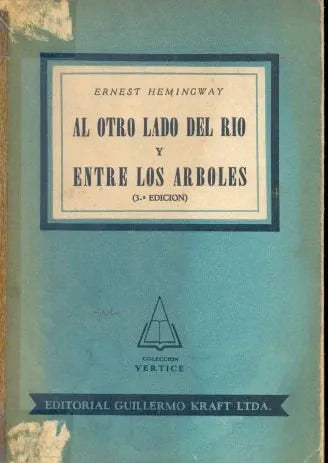 ERNEST HEMINGWAY
AL OTRO LADO DEL RIO
Y
ENTRE LOS ARBOLES
(3.ª EDICION)
COLECCION
VERTICE
EDITORIAL GUILLERMO KRAFT LTDA.